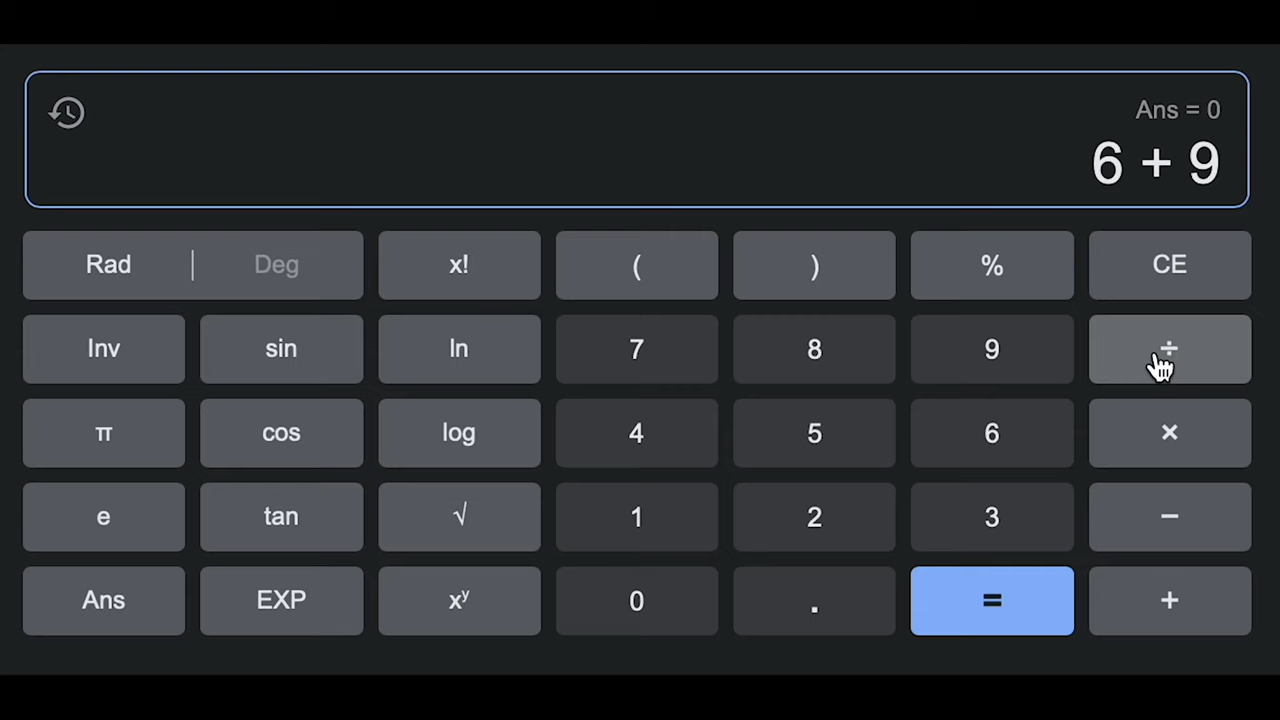 Ans = 0
6 + 9
Rad | Deg x! ( ) % CE
Inv sin ln 7 8 9 ÷
π cos log 4 5 6 ×
e tan √ 1 2 3 −
Ans EXP xʸ 0 . = +